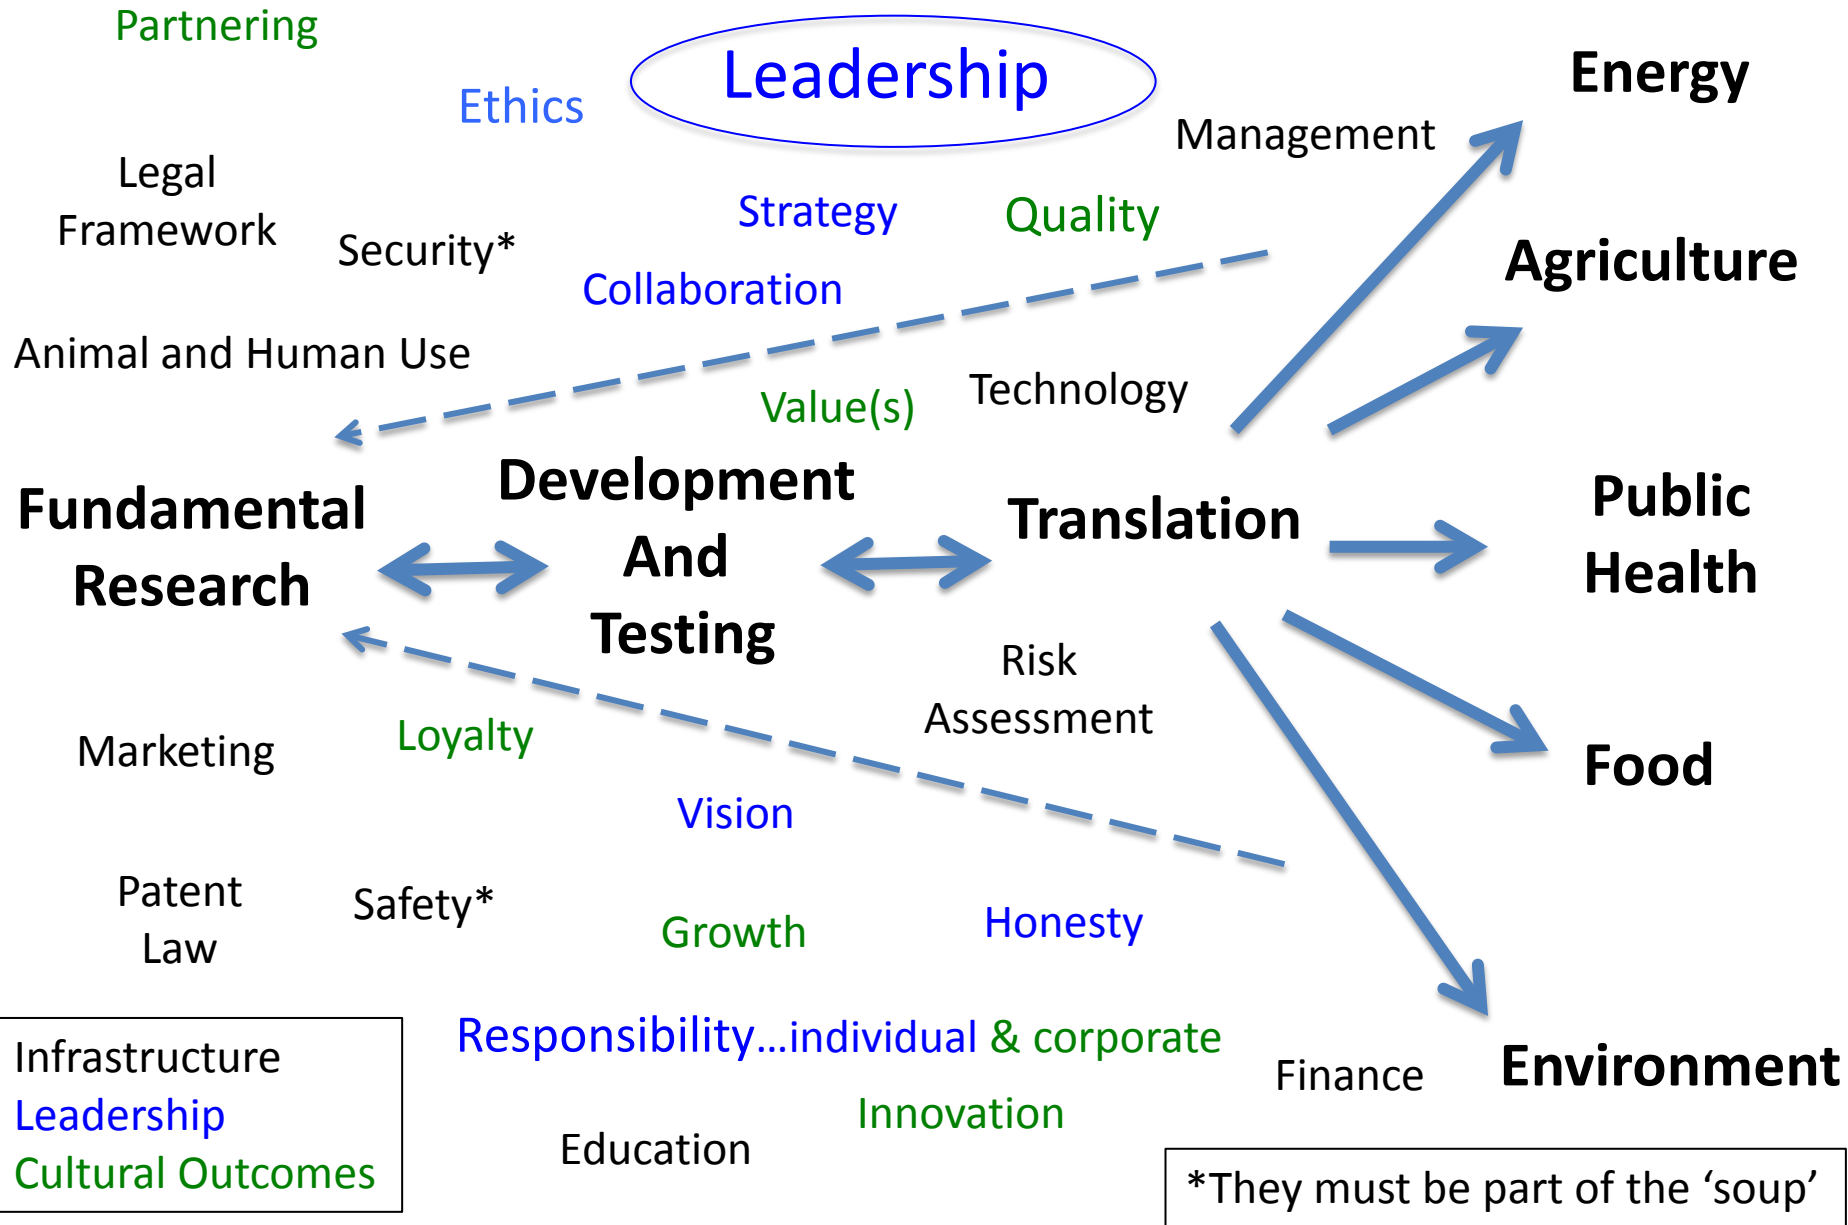 Partnering
Leadership
Energy
Ethics
Management
Legal
Framework
Security*
Strategy
Quality
Agriculture
Collaboration
Animal and Human Use
Value(s)
Technology
Fundamental
Research
Development
And
Testing
Translation
Public
Health
Risk
Assessment
Marketing
Loyalty
Food
Vision
Patent
Law
Safety*
Growth
Honesty
Responsibility...individual & corporate
Finance
Environment
Innovation
Education
Infrastructure
Leadership
Cultural Outcomes
*They must be part of the ‘soup’